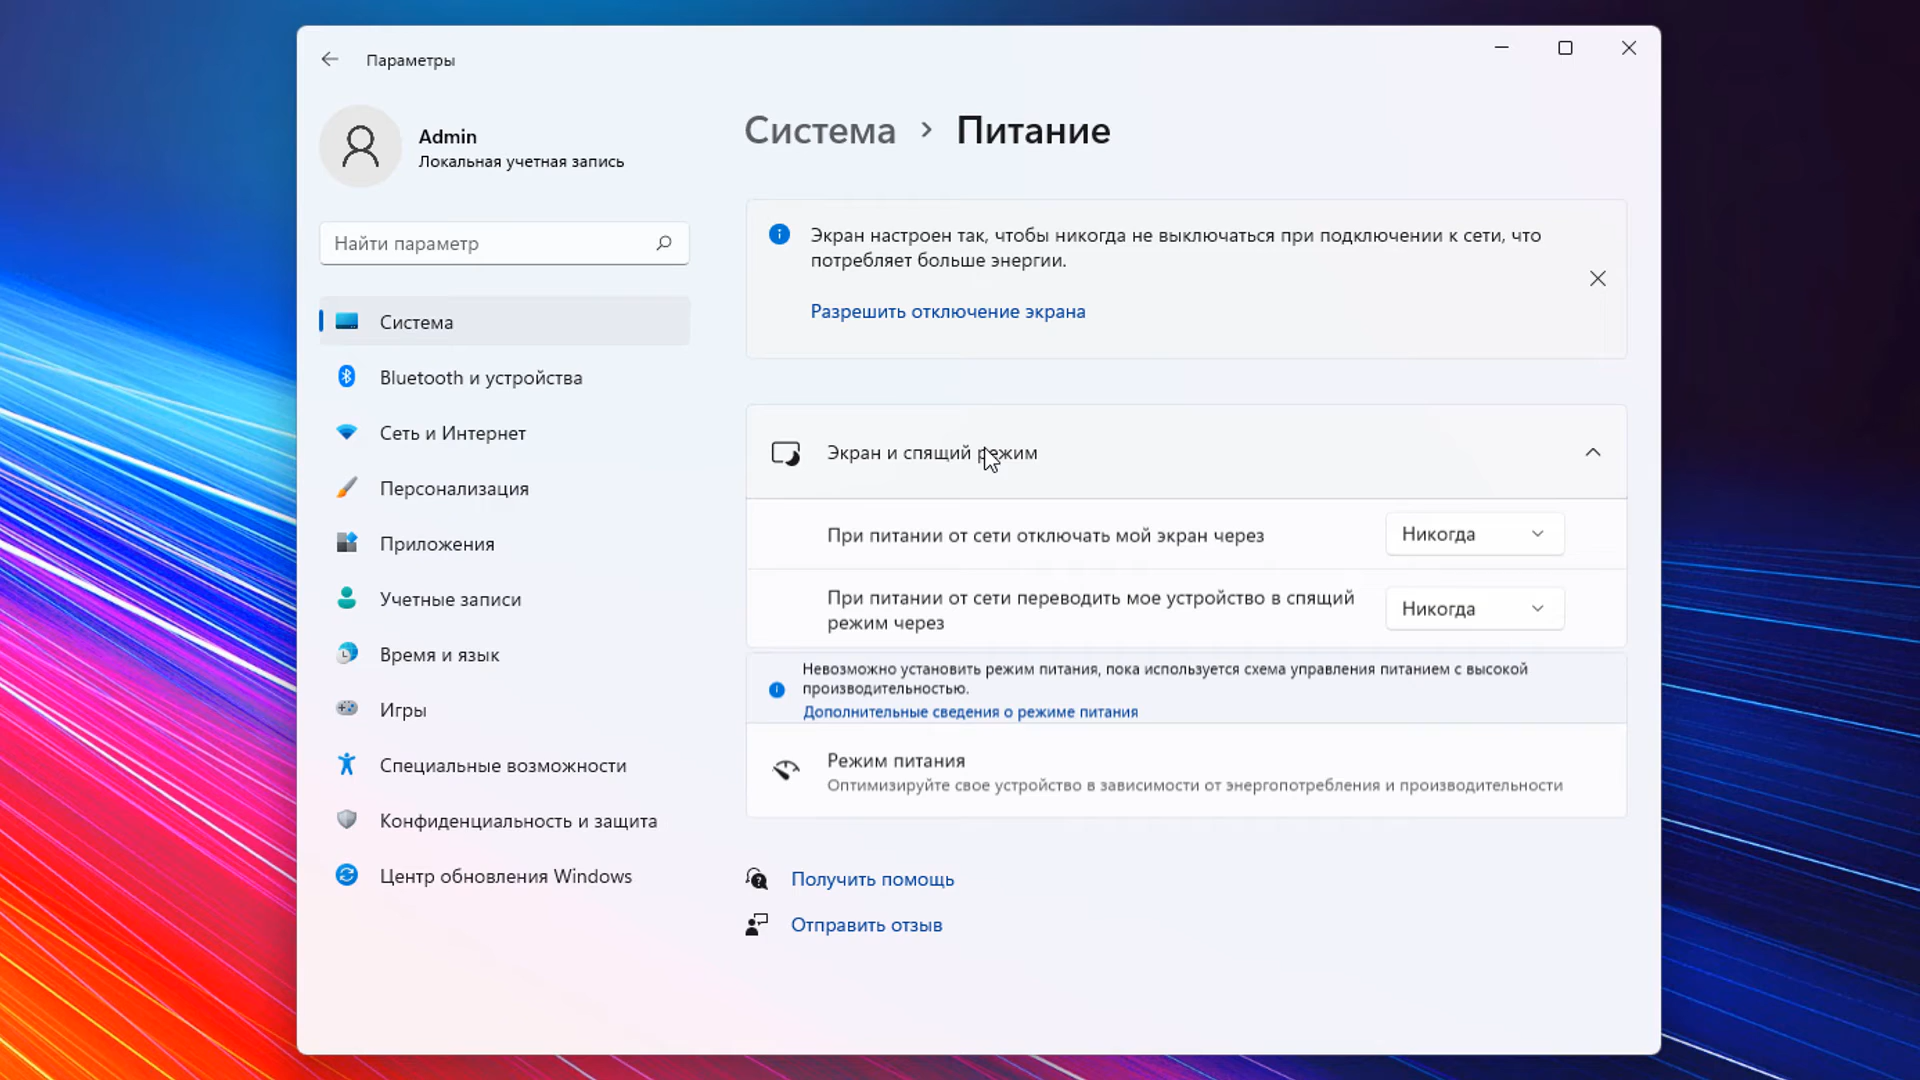 Параметры
Admin
Локальная учетная запись
Найти параметр
Система
Bluetooth и устройства
Сеть и Интернет
Персонализация
Приложения
Учетные записи
Время и язык
Игры
Специальные возможности
Конфиденциальность и защита
Центр обновления Windows
Система > Питание
Экран настроен так, чтобы никогда не выключаться при подключении к сети, что
потребляет больше энергии.
Разрешить отключение экрана
Экран и спящий режим
При питании от сети отключать мой экран через
Никогда
При питании от сети переводить мое устройство в спящий
режим через
Никогда
Невозможно установить режим питания, пока используется схема управления питанием с высокой
производительностью.
Дополнительные сведения о режиме питания
Режим питания
Оптимизируйте свое устройство в зависимости от энергопотребления и производительности
Получить помощь
Отправить отзыв